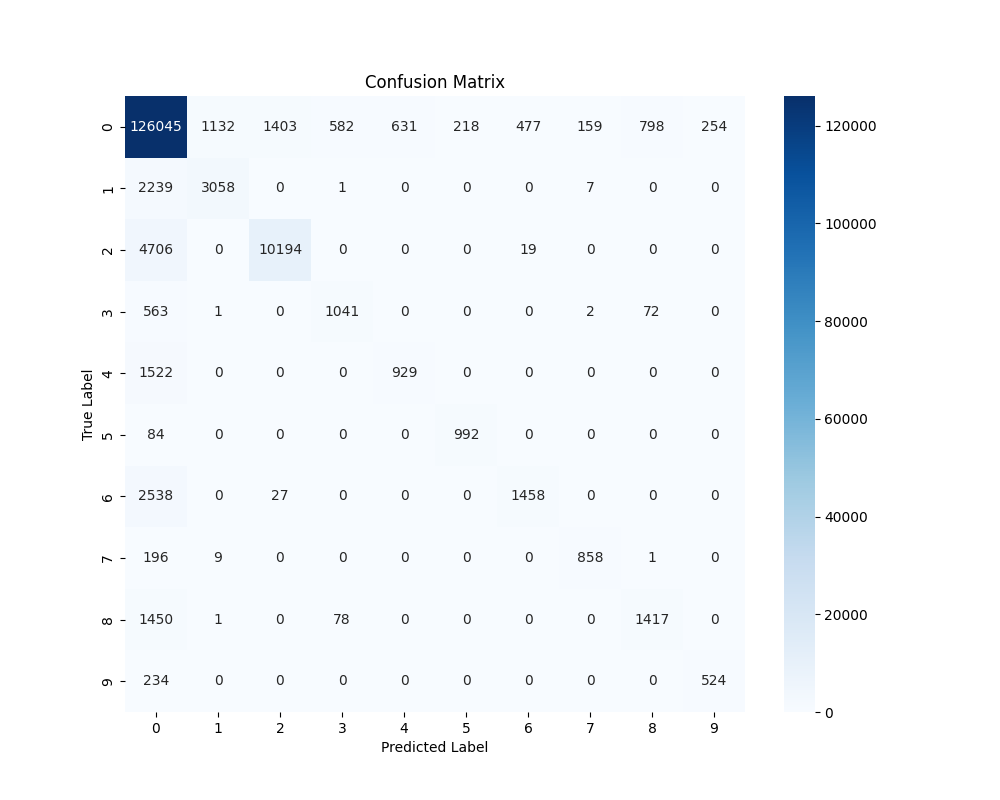 Confusion Matrix
0 126045 1132 1403 582 631 218 477 159 798 254
1 2239 3058 0 1 0 0 0 7 0 0
2 4706 0 10194 0 0 0 19 0 0 0
3 563 1 0 1041 0 0 0 2 72 0
4 1522 0 0 0 929 0 0 0 0 0
5 84 0 0 0 0 992 0 0 0 0
6 2538 0 27 0 0 0 1458 0 0 0
7 196 9 0 0 0 0 0 858 1 0
8 1450 1 0 78 0 0 0 0 1417 0
9 234 0 0 0 0 0 0 0 0 524
0 1 2 3 4 5 6 7 8 9
Predicted Label
True Label
120000
100000
80000
60000
40000
20000
0